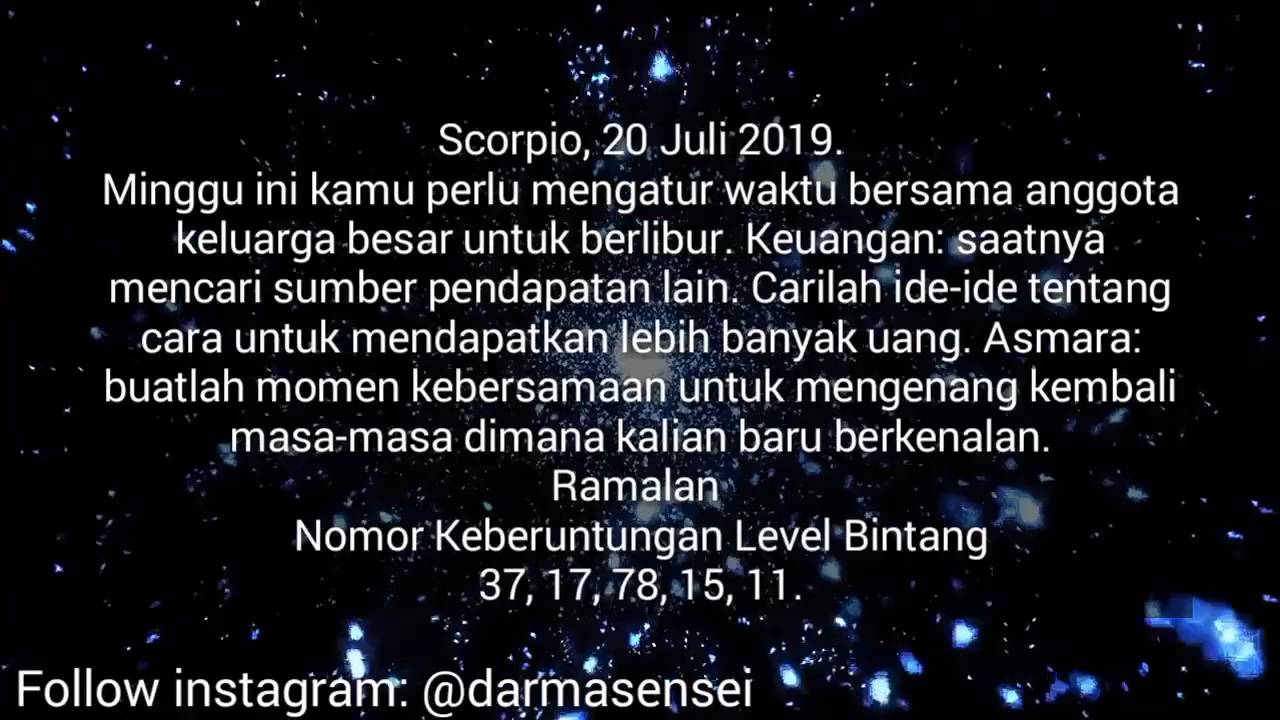 Scorpio, 20 Juli 2019.
Minggu ini kamu perlu mengatur waktu bersama anggota
keluarga besar untuk berlibur. Keuangan: saatnya
mencari sumber pendapatan lain. Carilah ide-ide tentang
cara untuk mendapatkan lebih banyak uang. Asmara:
buatlah momen kebersamaan untuk mengenang kembali
masa-masa dimana kalian baru berkenalan.
Ramalan
Nomor Keberuntungan Level Bintang
37, 17, 78, 15, 11.
Follow instagram: @darmasensei